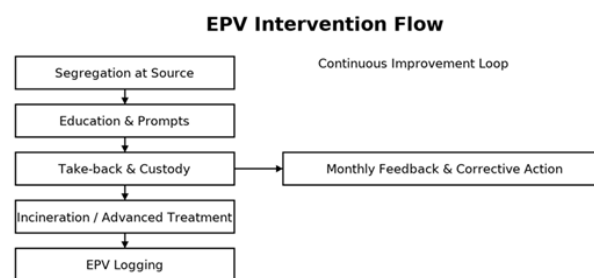 EPV Intervention Flow
Segregation at Source
Continuous Improvement Loop
Education & Prompts
Take-back & Custody
Monthly Feedback & Corrective Action
Incineration / Advanced Treatment
EPV Logging